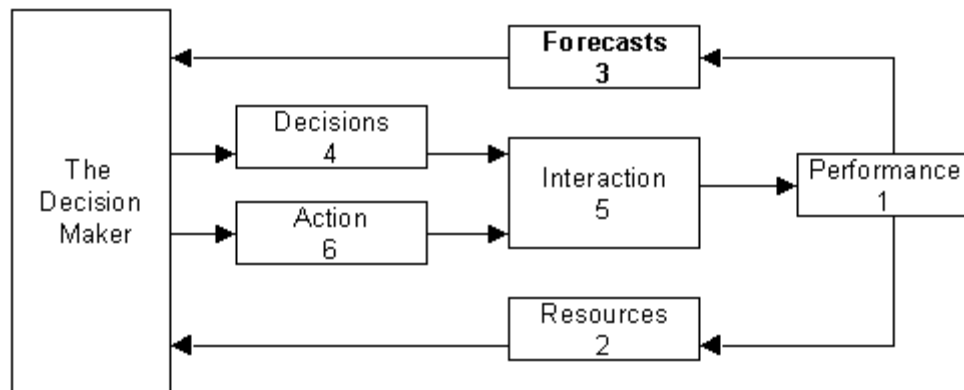 Forecasts
3
Decisions
4
The
Decision
Maker
Interaction
5
Performance
1
Action
6
Resources
2